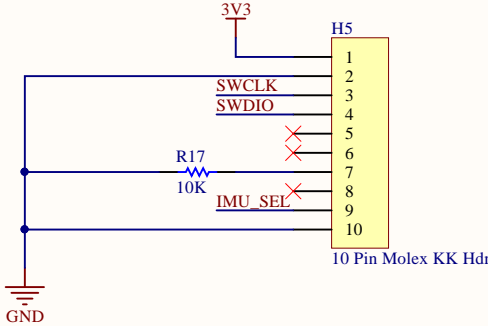 3V3
H5
1
2
SWCLK
3
SWDIO
4
5
6
R17
7
10K
8
IMU_SEL
9
10
10 Pin Molex KK Hdr
GND